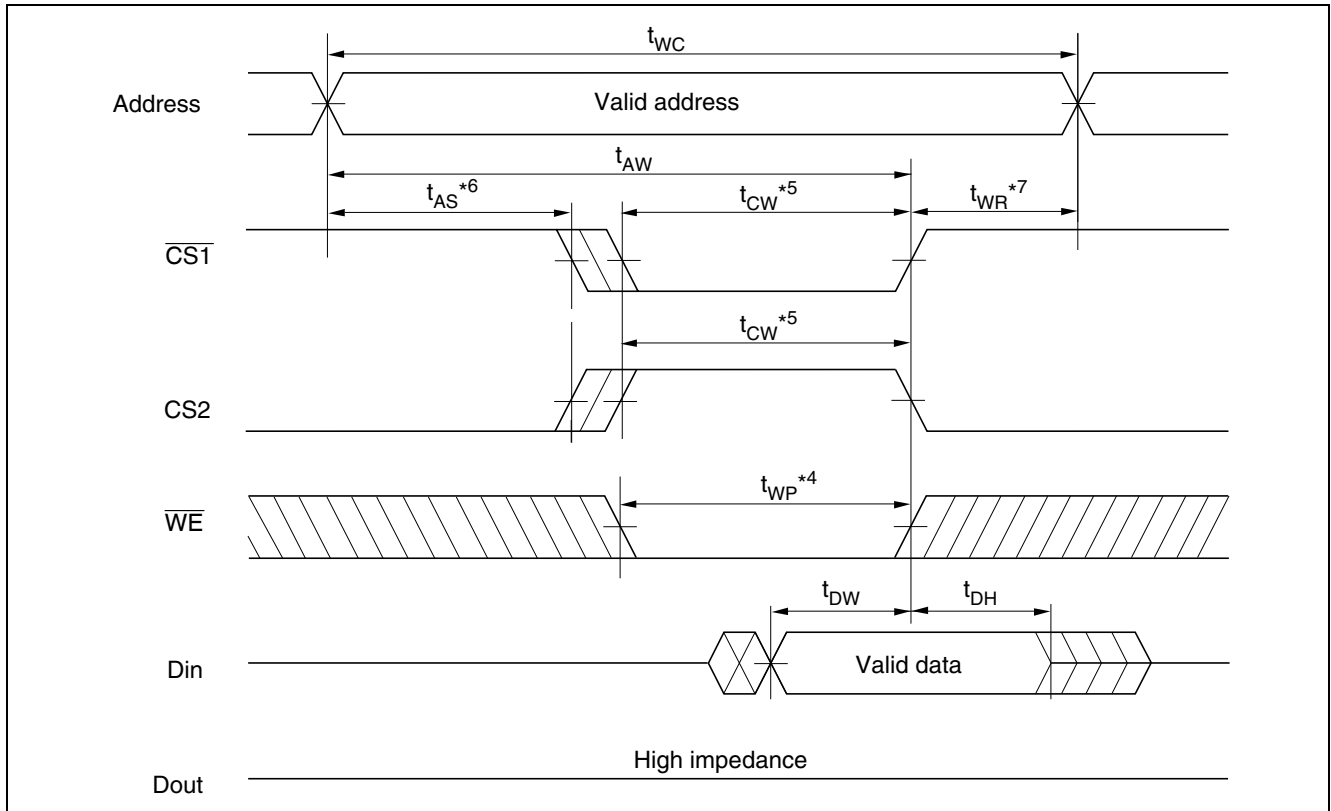 tWC
Address
Valid address
tAW
tAS*6
tCW*5
tWR*7
CS1
tCW*5
CS2
tWP*4
WE
tDW
tDH
Din
Valid data
High impedance
Dout